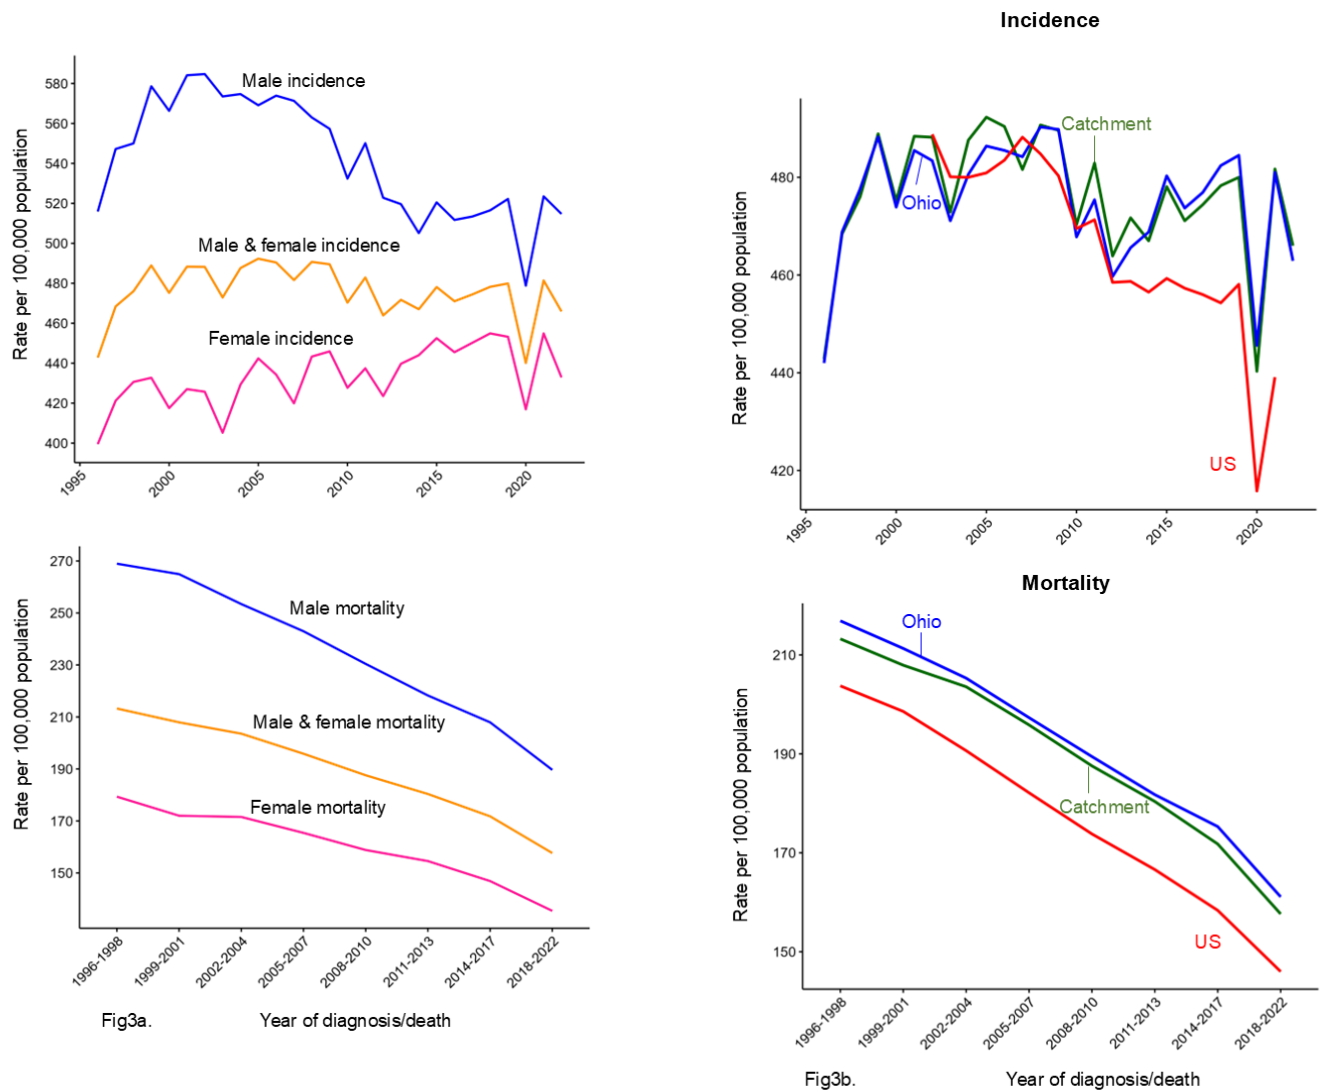 Male incidence
Male & female incidence
Female incidence
Rate per 100,000 population
580
560
540
520
500
480
460
440
420
400
1995
2000
2005
2010
2015
2020
Male mortality
Male & female mortality
Female mortality
Rate per 100,000 population
270
250
230
210
190
170
150
1996-1998
1999-2001
2002-2004
2005-2007
2008-2010
2011-2013
2014-2017
2018-2022
Fig3a.
Year of diagnosis/death
Incidence
Catchment
Ohio
US
Rate per 100,000 population
480
460
440
420
1995
2000
2005
2010
2015
2020
Mortality
Ohio
Catchment
US
Rate per 100,000 population
210
190
170
150
1996-1998
1999-2001
2002-2004
2005-2007
2008-2010
2011-2013
2014-2017
2018-2022
Fig3b.
Year of diagnosis/death